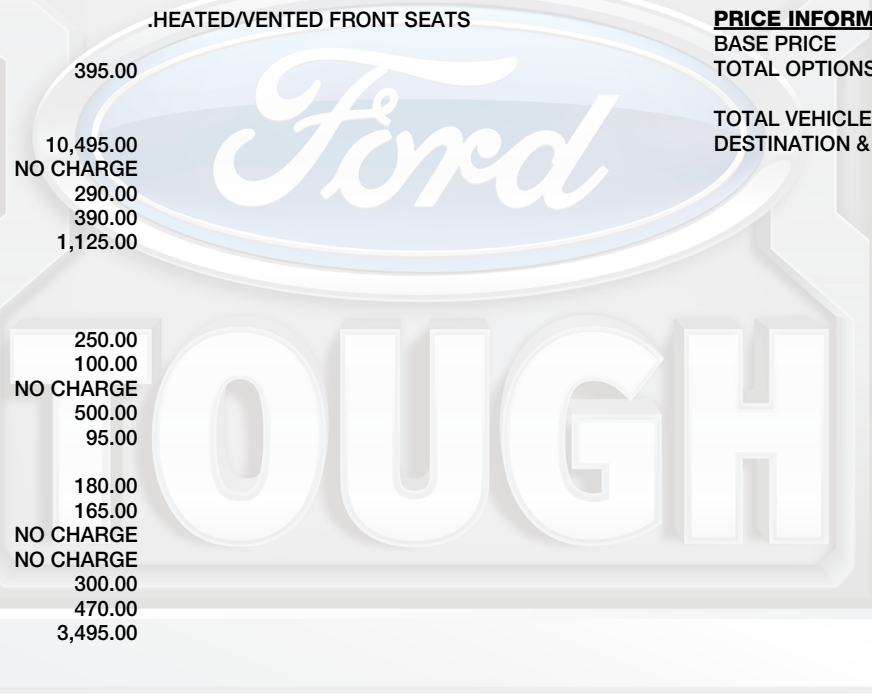 .HEATED/VENTED FRONT SEATS
395.00
10,495.00
NO CHARGE
290.00
390.00
1,125.00
250.00
100.00
NO CHARGE
500.00
95.00
180.00
165.00
NO CHARGE
NO CHARGE
300.00
470.00
3,495.00
PRICE INFORM
BASE PRICE
TOTAL OPTIONS
TOTAL VEHICLE
DESTINATION &
Ford
TOUGH